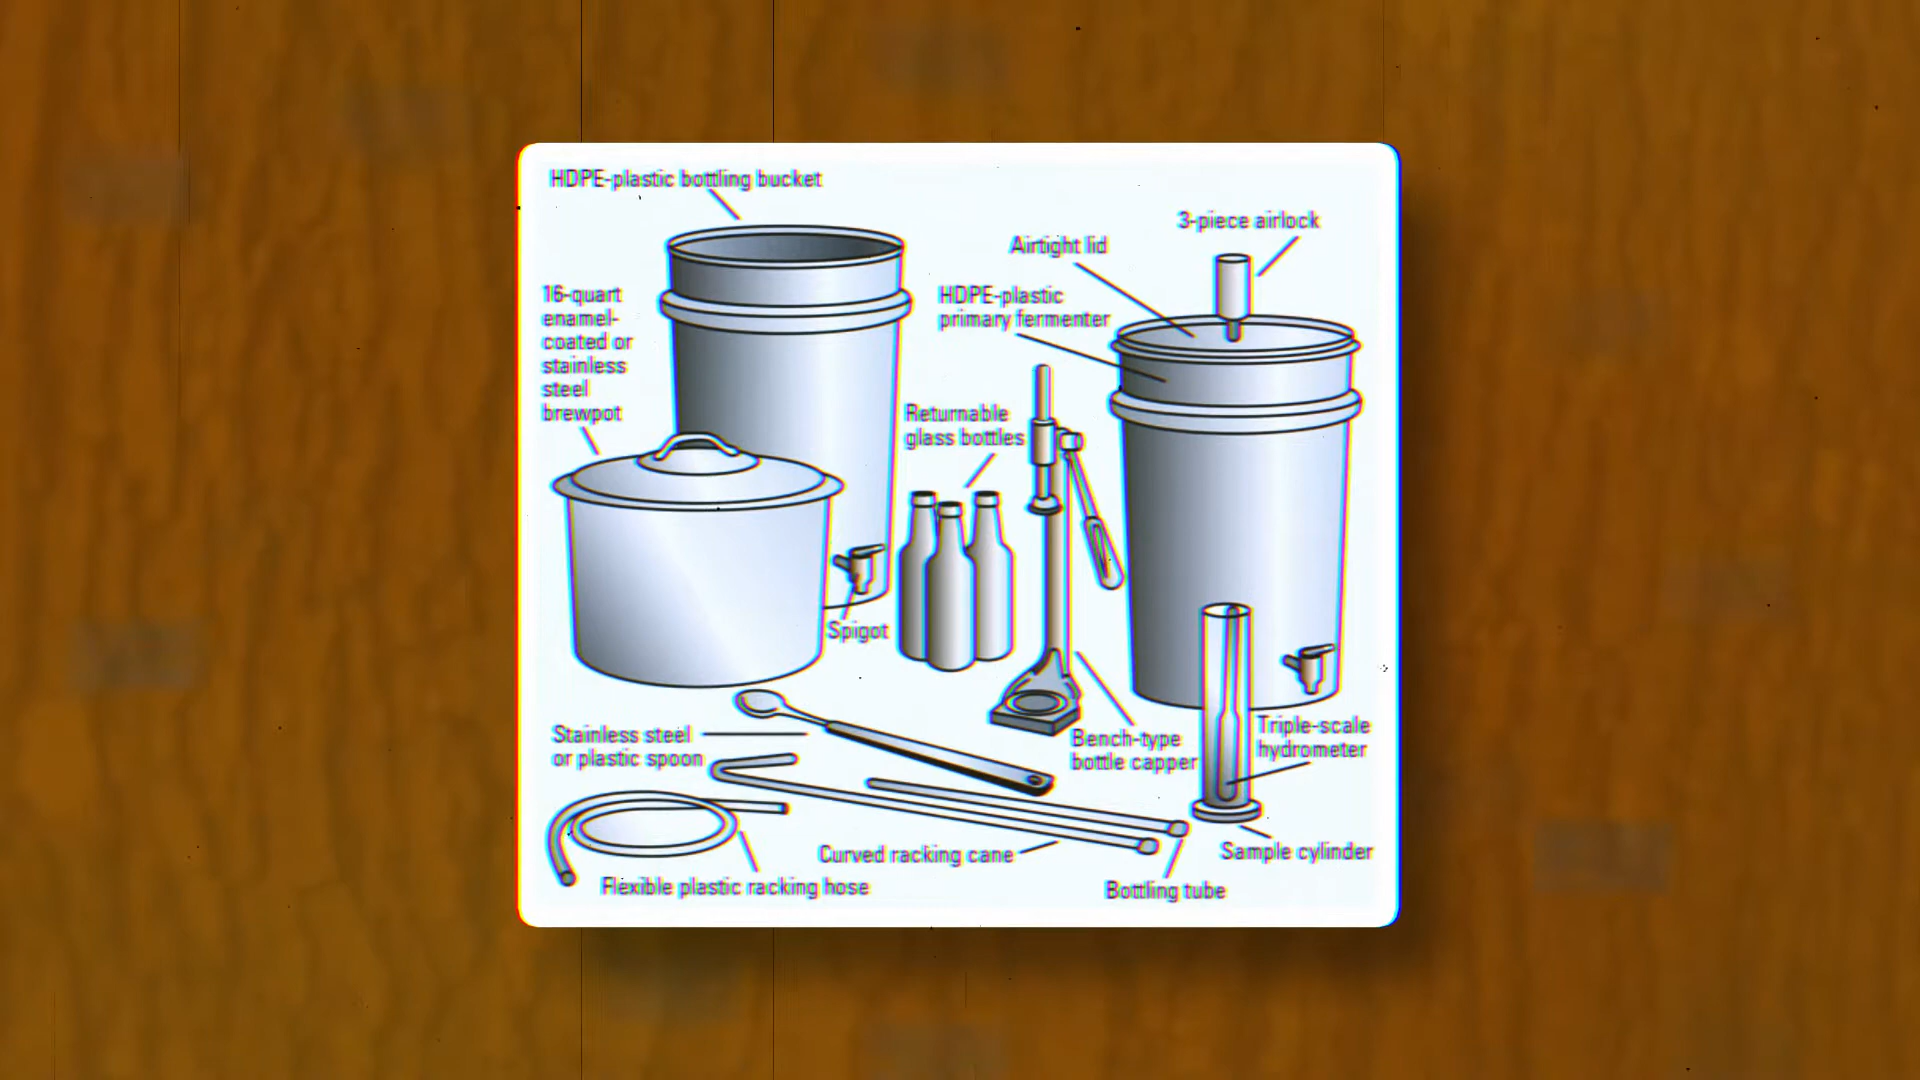 HDPE-plastic bottling bucket
3-piece airlock
Airtight lid
HDPE-plastic
primary fermenter
16-quart
enamel-
coated or
stainless
steel
brewpot
Returnable
glass bottles
Spigot
Stainless steel
or plastic spoon
Bench-type
bottle capper
Triple-scale
hydrometer
Curved racking cane
Sample cylinder
Flexible plastic racking hose
Bottling tube